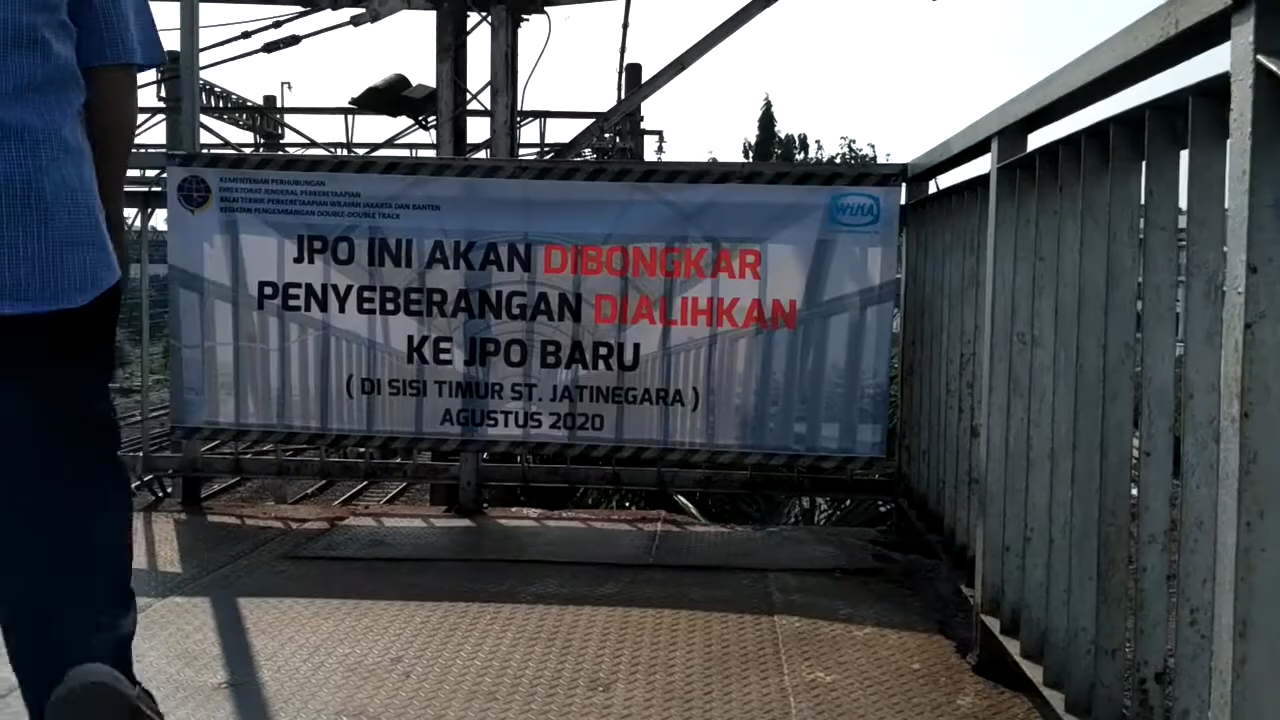 KEMENTERIAN PERHUBUNGAN
DIREKTORAT JENDERAL PERKERETAAPIAN
BALAI TEKNIK PERKERETAAPIAN WILAYAH JAKARTA DAN BANTEN
KEGIATAN PENGEMBANGAN DOUBLE-DOUBLE TRACK
WIKA
JPO INI AKAN DIBONGKAR
PENYEBERANGAN DIALIHKAN
KE JPO BARU
( DI SISI TIMUR ST. JATINEGARA )
AGUSTUS 2020